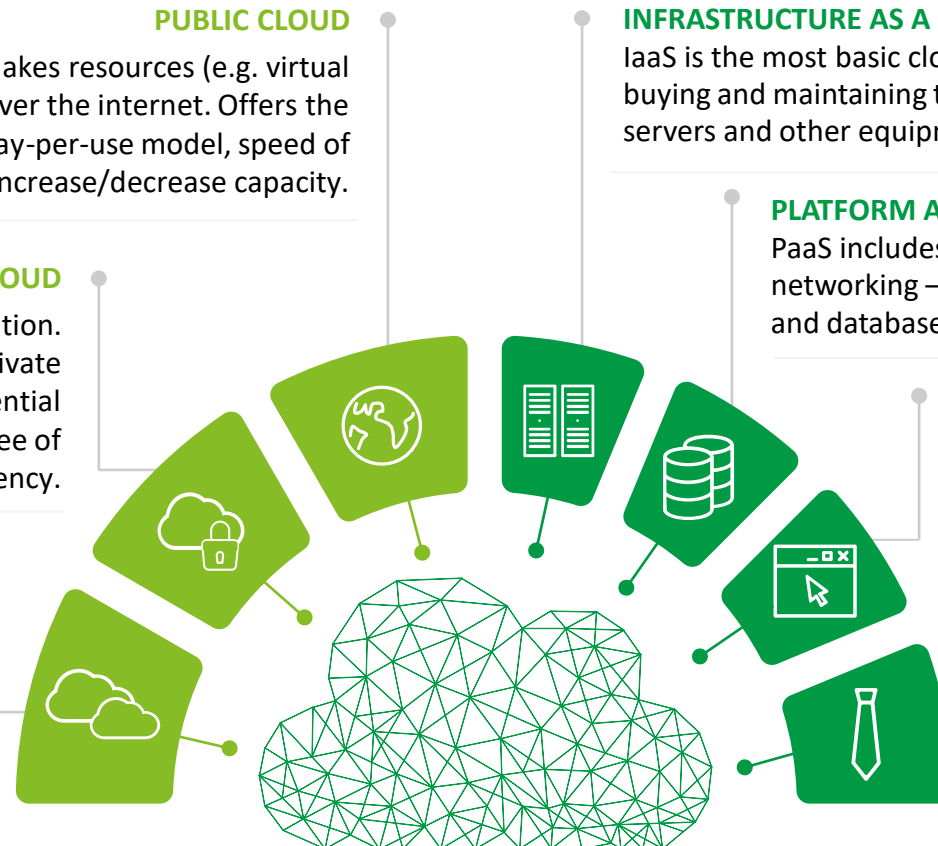 PUBLIC CLOUD
akes resources (e.g. virtual
ver the internet. Offers the
ay-per-use model, speed of
ncrease/decrease capacity.
OUD
tion.
ivate
ential
ee of
ency.
INFRASTRUCTURE AS A
IaaS is the most basic clo
buying and maintaining t
servers and other equipm
PLATFORM A
PaaS includes
networking –
and database